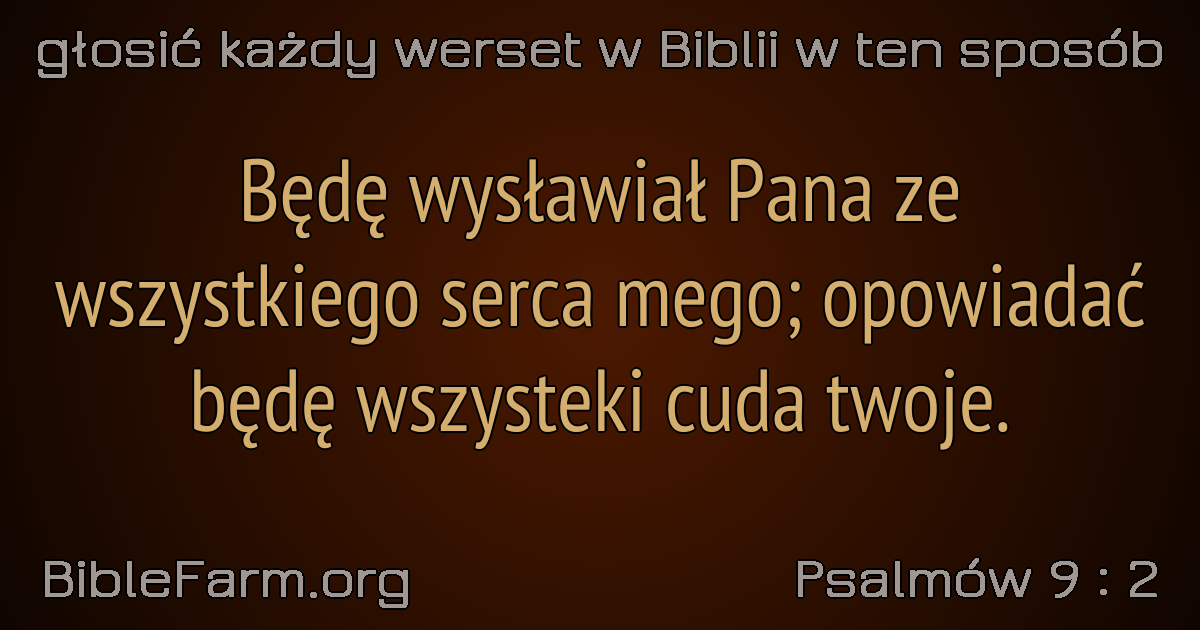 głosić każdy werset w Biblii w ten sposób
Będę wysławiał Pana ze
wszystkiego serca mego; opowiadać
będę wszysteki cuda twoje.
BibleFarm.org
Psalmów 9 : 2